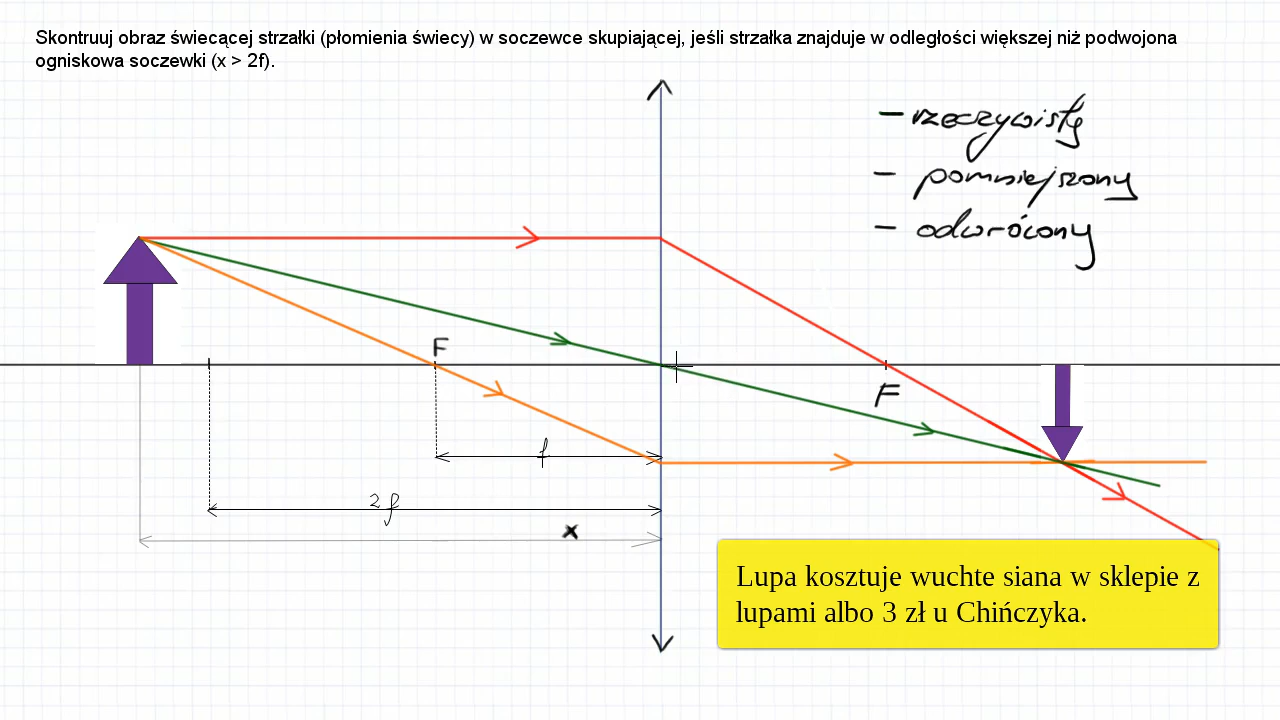 Skontruuj obraz świecącej strzałki (płomienia świecy) w soczewce skupiającej, jeśli strzałka znajduje w odległości większej niż podwojona
ogniskowa soczewki (x > 2f).
- rzeczywisty
- pomniejszony
- odwrócony
F
F
f
2f
x
Lupa kosztuje wuchte siana w sklepie z
lupami albo 3 zł u Chińczyka.